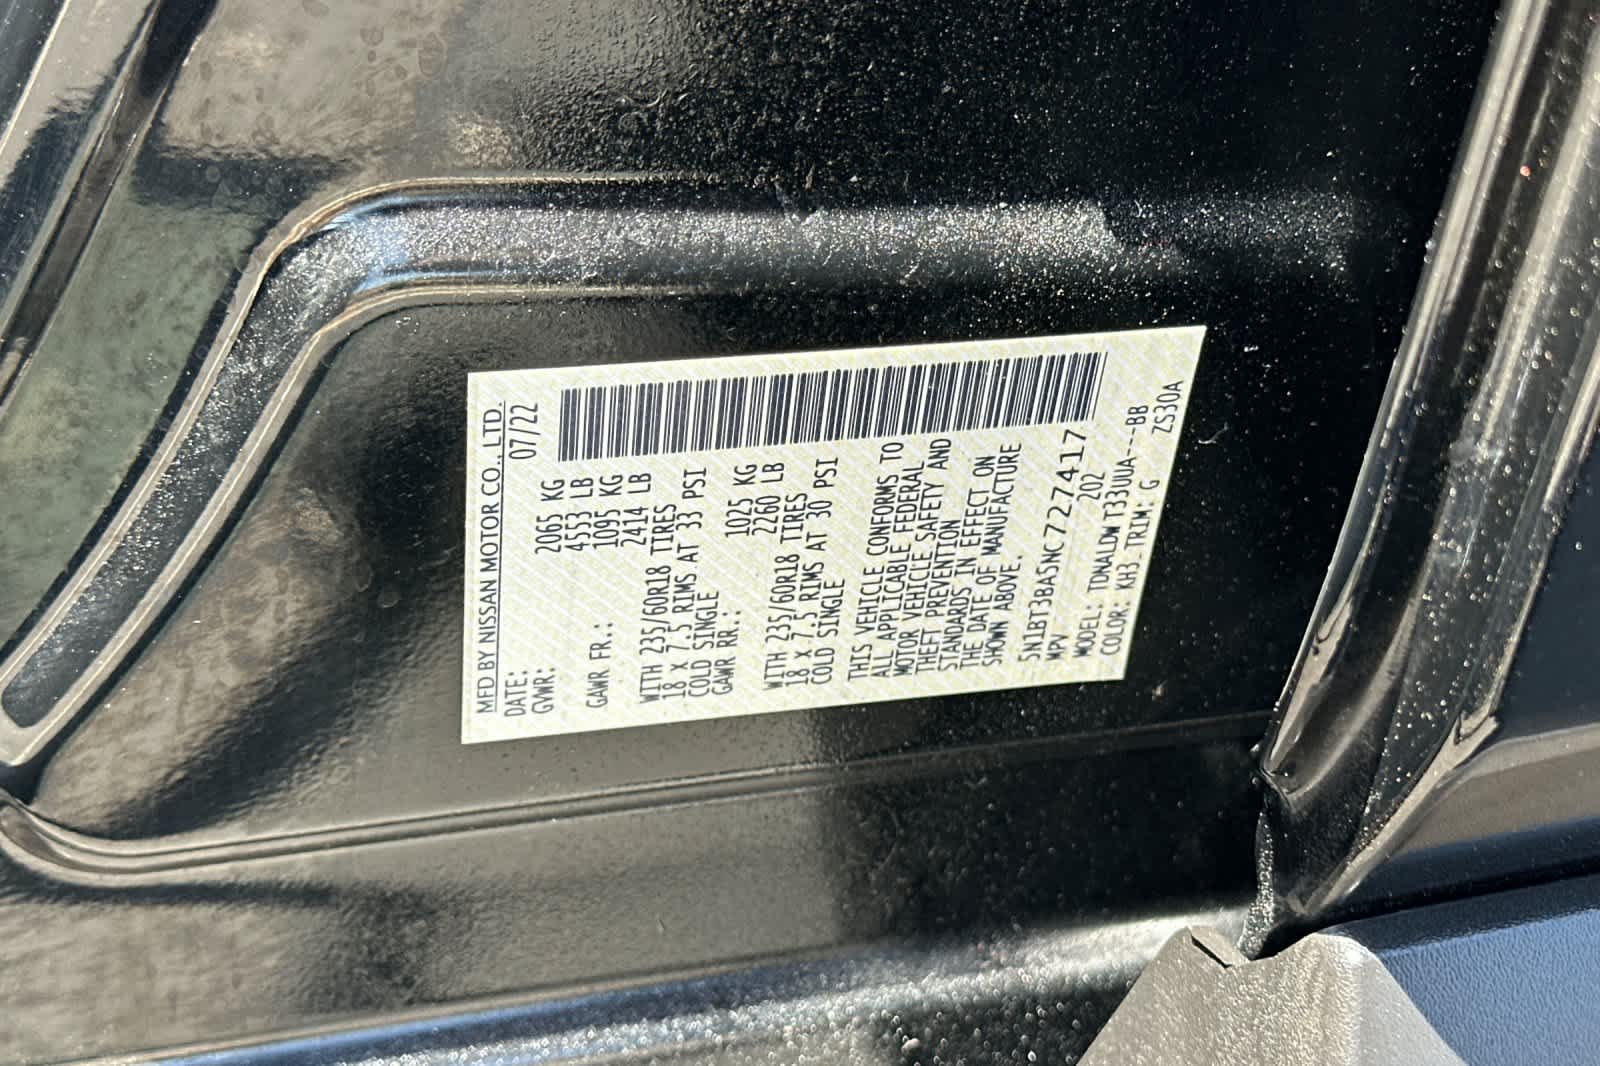 MFD BY NISSAN MOTOR CO., LTD.
DATE: 07/22
GVWR: 2065 KG
4553 LB
GAWR FR.: 1095 KG
2414 LB
WITH 235/60R18 TIRES
18 X 7.5 RIMS AT 33 PSI
COLD SINGLE
GAWR RR.: 1025 KG
2260 LB
WITH 235/60R18 TIRES
18 X 7.5 RIMS AT 30 PSI
COLD SINGLE
THIS VEHICLE CONFORMS TO
ALL APPLICABLE FEDERAL
MOTOR VEHICLE SAFETY AND
THEFT PREVENTION
STANDARDS IN EFFECT ON
THE DATE OF MANUFACTURE
SHOWN ABOVE.
5N1BT3BA5NC727417
MPV 202
MODEL: TDNALDW T33UUA---BB
COLOR: KH3 TRIM: G ZS30A